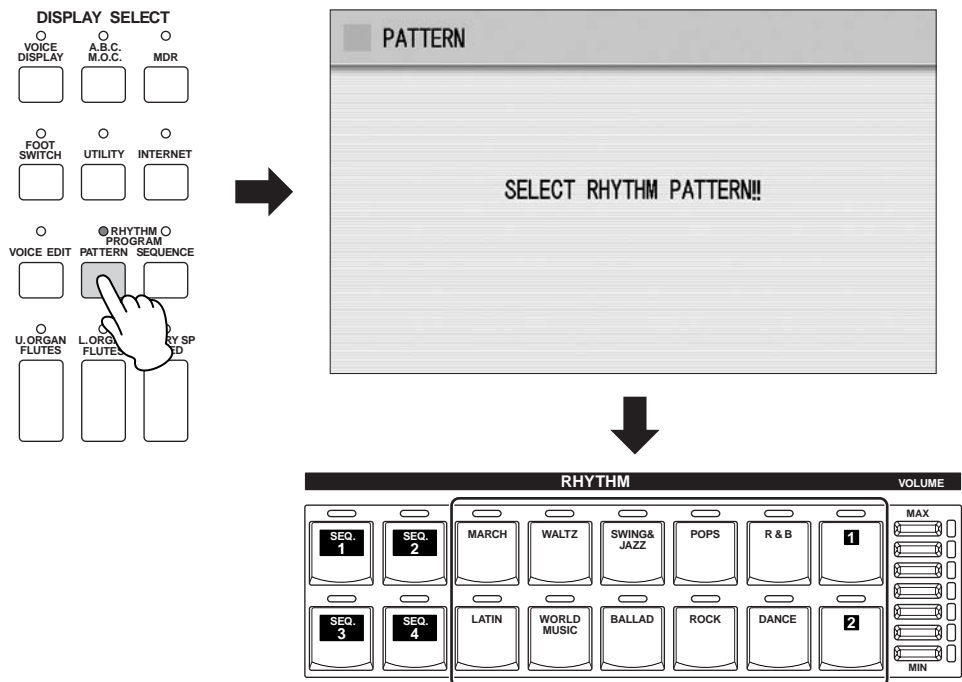 DISPLAY SELECT
VOICE DISPLAY
A.B.C. M.O.C.
MDR
FOOT SWITCH
UTILITY
INTERNET
RHYTHM PROGRAM
VOICE EDIT
PATTERN
SEQUENCE
U.ORGAN FLUTES
FLUTES
PATTERN
SELECT RHYTHM PATTERN!!
RHYTHM
VOLUME
SEQ. 1
SEQ. 2
MARCH
WALTZ
SWING& JAZZ
POPS
R & B
1
MAX
SEQ. 3
SEQ. 4
LATIN
WORLD MUSIC
BALLAD
ROCK
DANCE
2
MIN